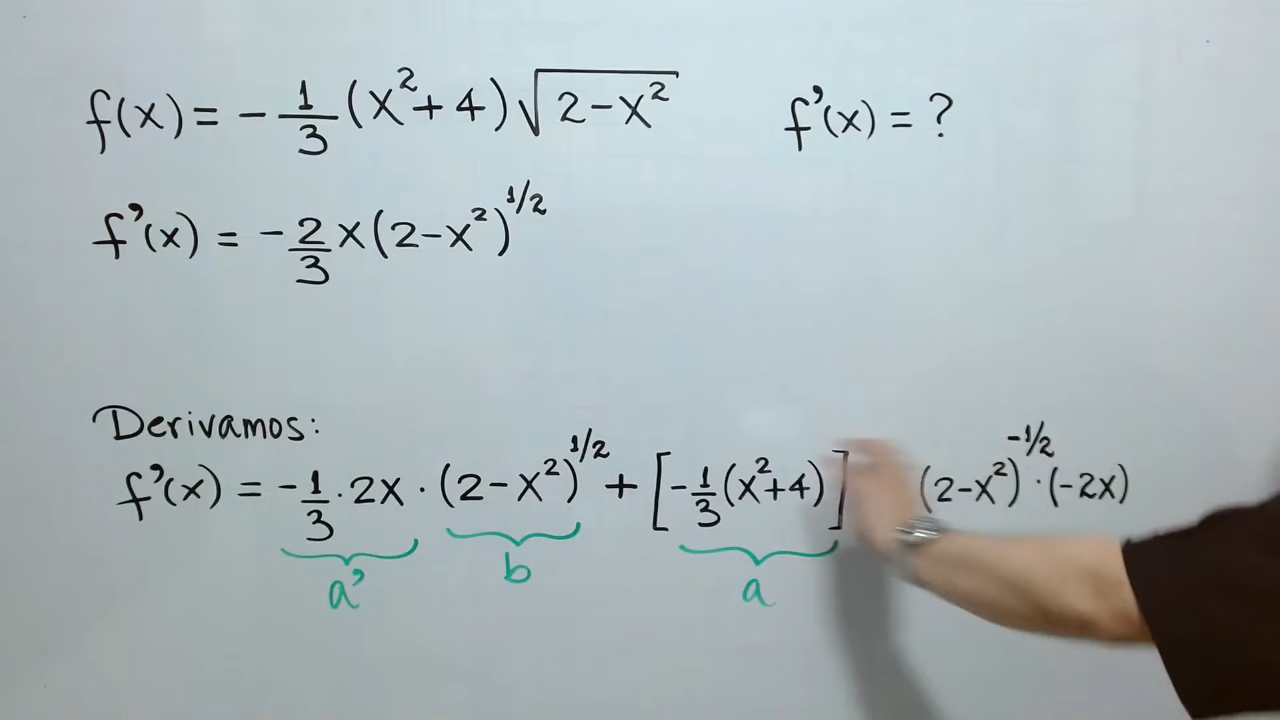 f(x) = -1/3 (x²+4)√(2-x²) f'(x) = ?
f'(x) = -2/3 x(2-x²)^1/2
Derivamos:
f'(x) = -1/3 · 2x · (2-x²)^1/2 + [-1/3 (x²+4)] (2-x²)^-1/2 · (-2x)
a' b a